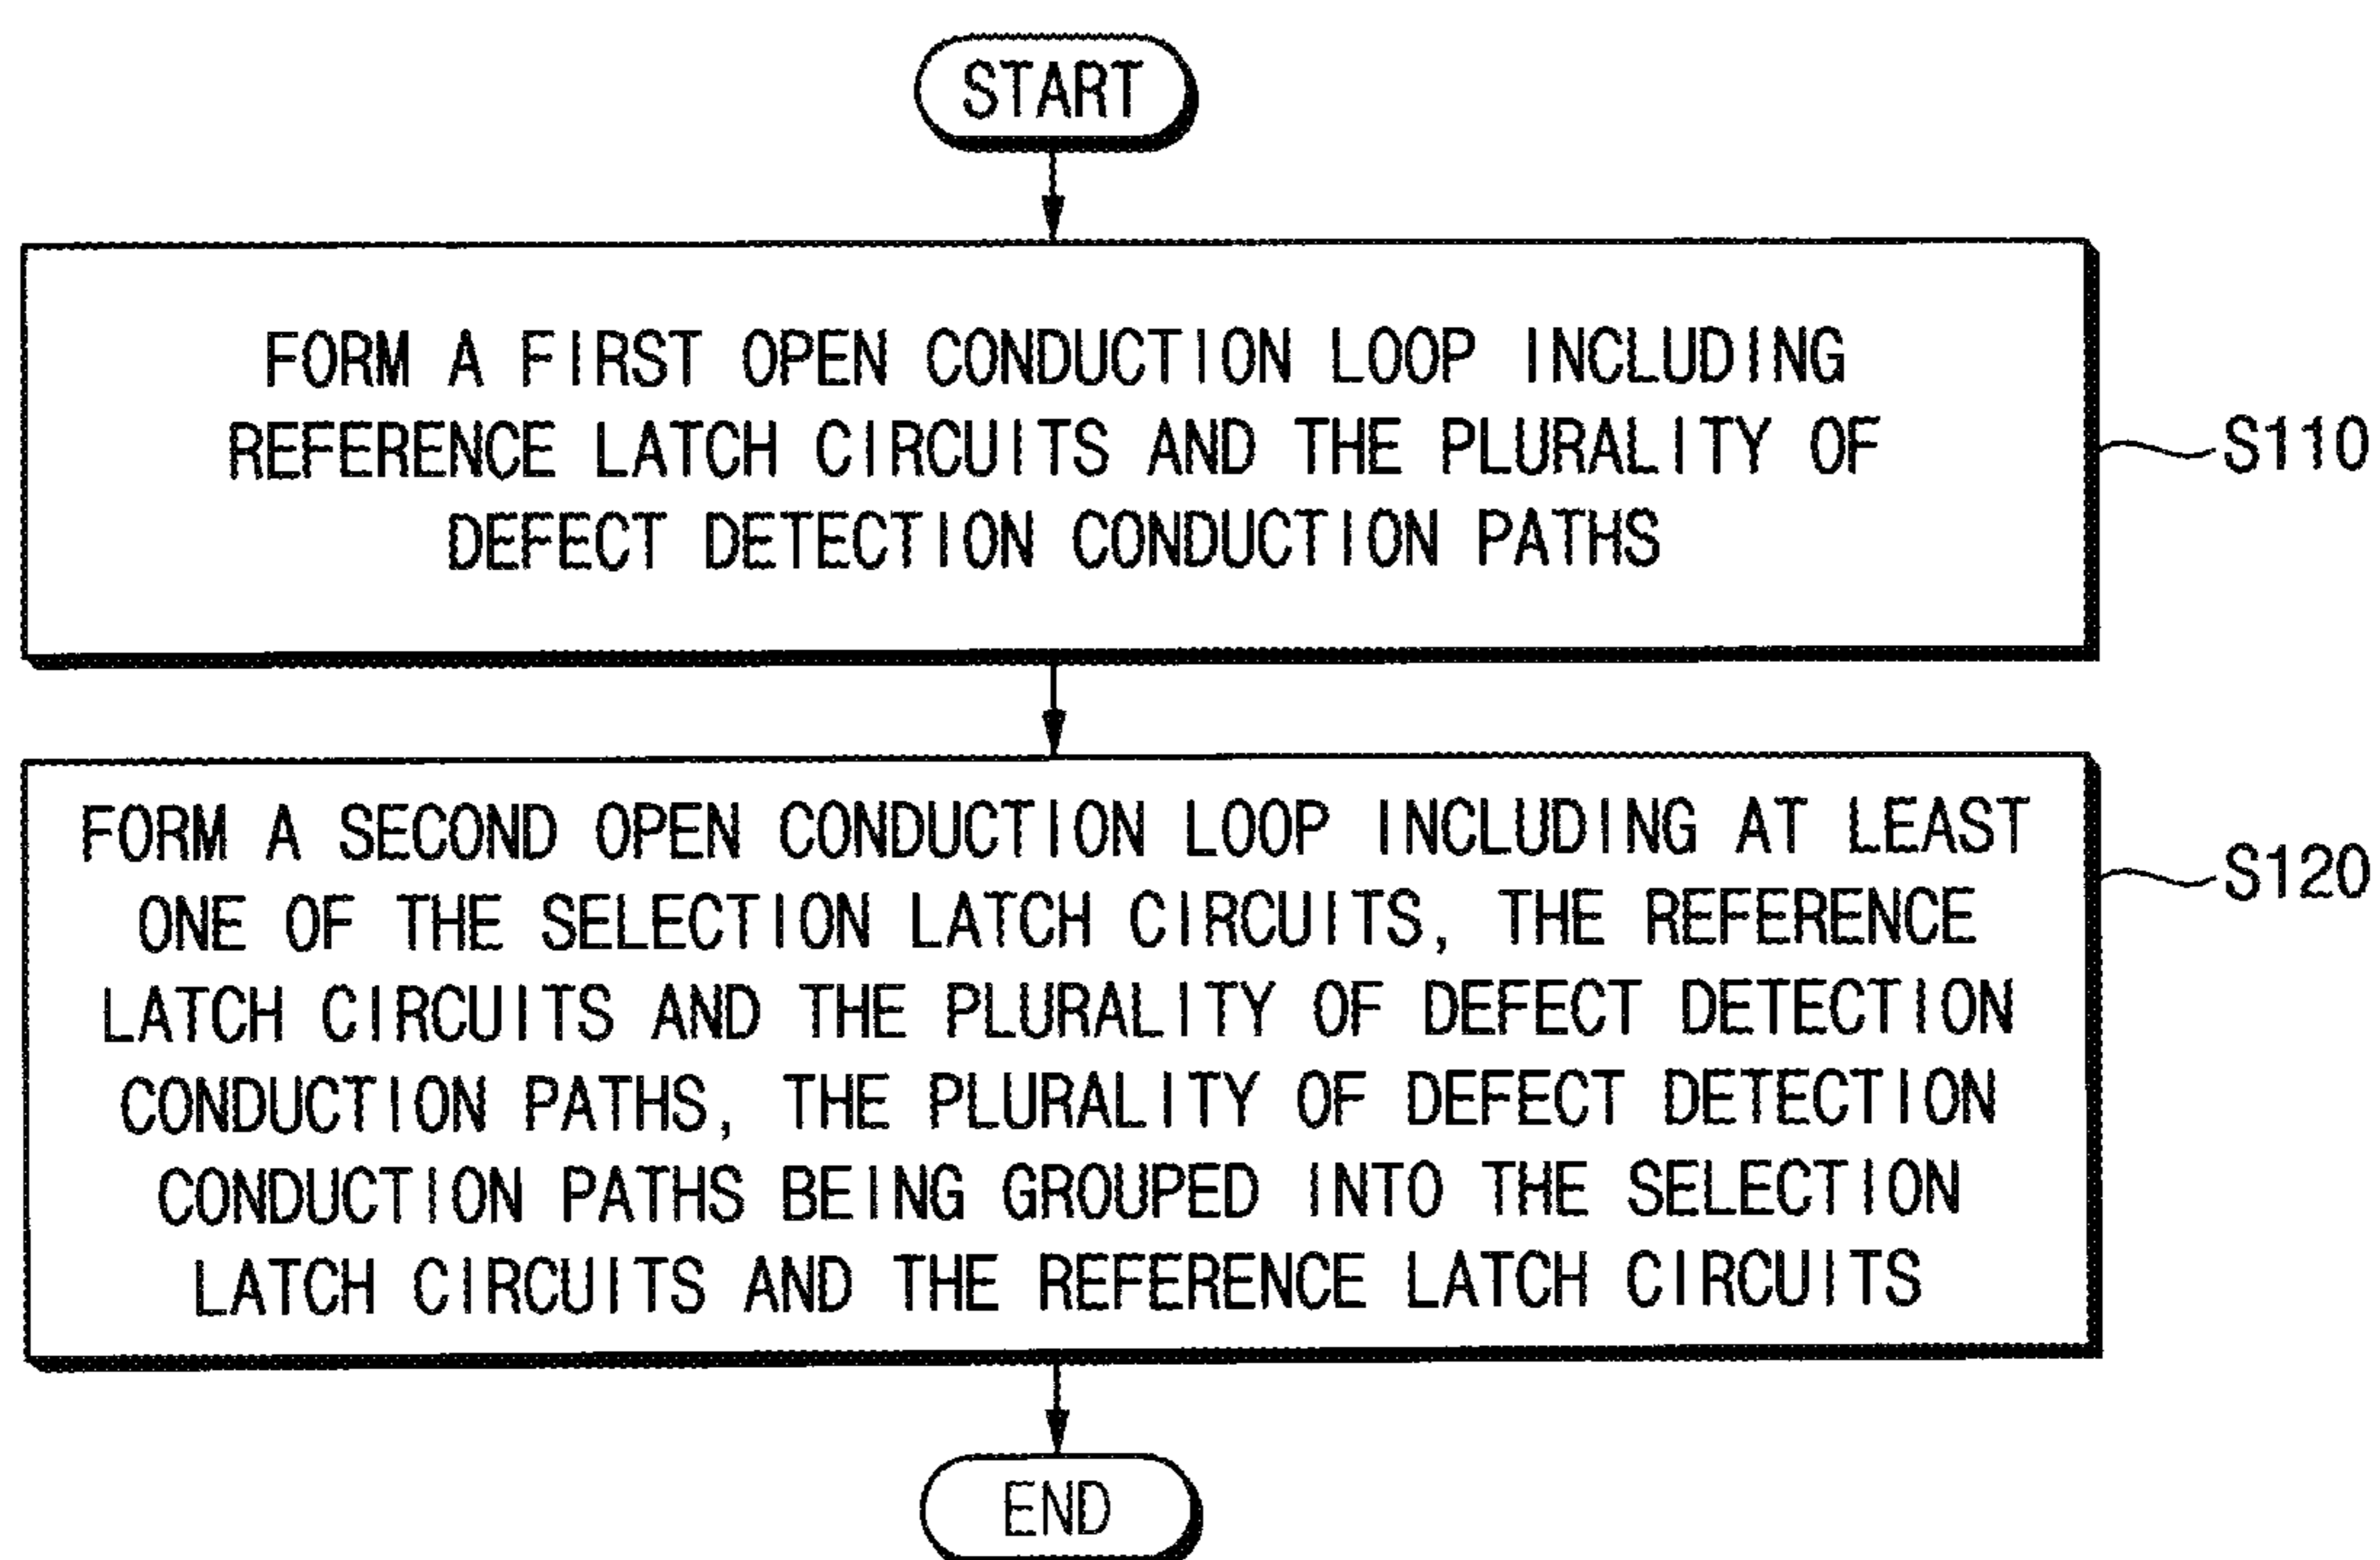 START
FORM A FIRST OPEN CONDUCTION LOOP INCLUDING
REFERENCE LATCH CIRCUITS AND THE PLURALITY OF
DEFECT DETECTION CONDUCTION PATHS
S110
FORM A SECOND OPEN CONDUCTION LOOP INCLUDING AT LEAST
ONE OF THE SELECTION LATCH CIRCUITS, THE REFERENCE
LATCH CIRCUITS AND THE PLURALITY OF DEFECT DETECTION
CONDUCTION PATHS, THE PLURALITY OF DEFECT DETECTION
CONDUCTION PATHS BEING GROUPED INTO THE SELECTION
LATCH CIRCUITS AND THE REFERENCE LATCH CIRCUITS
S120
END